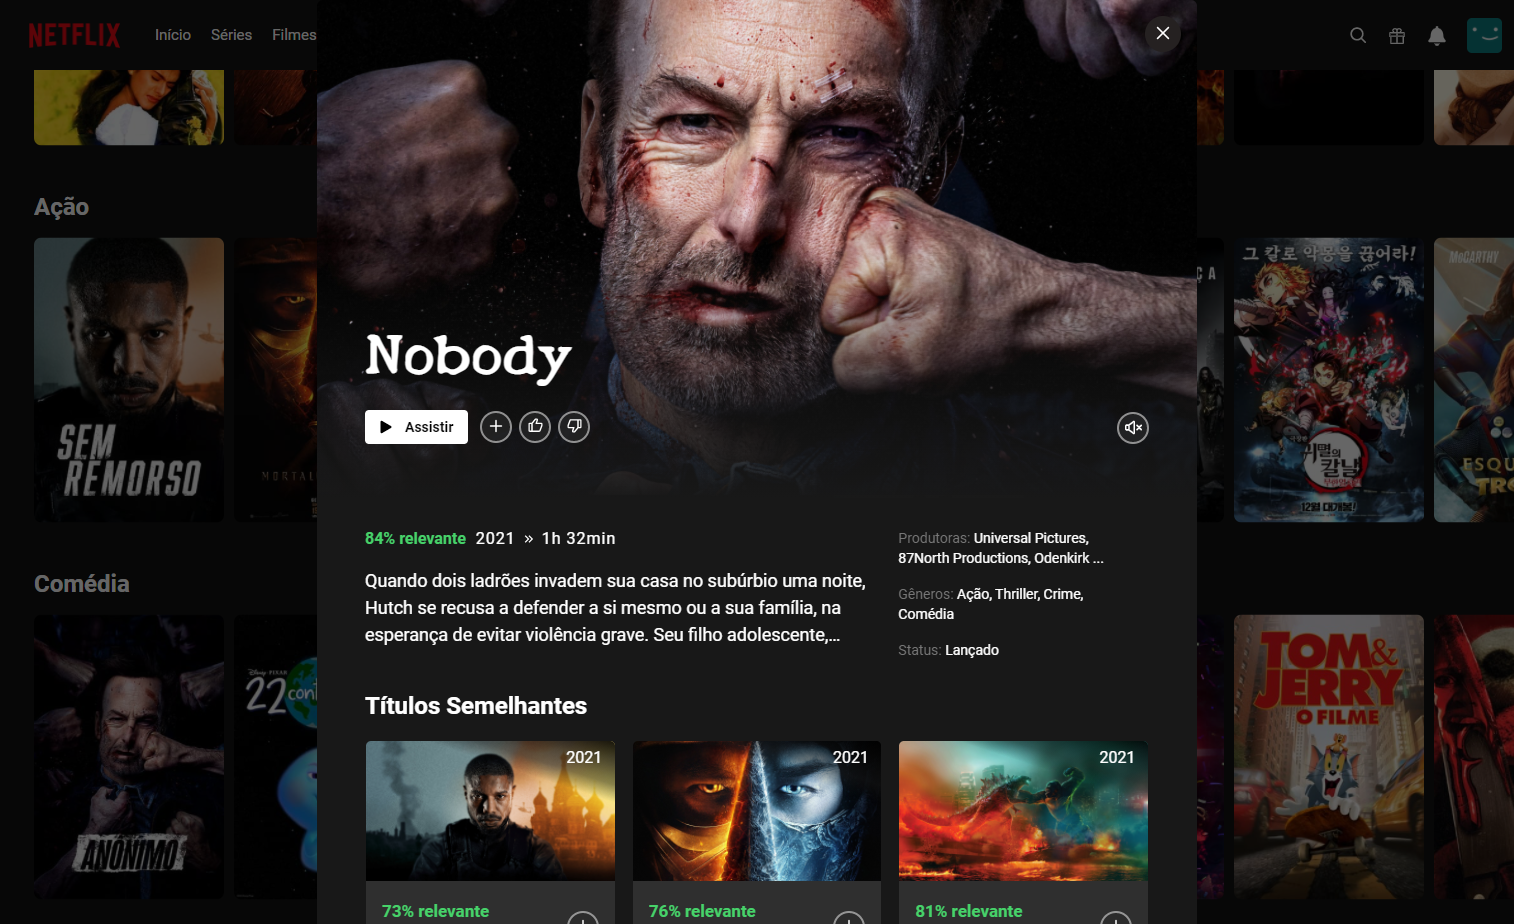 NETFLIX
Início Séries Filmes
Nobody
Assistir
84% relevante 2021 » 1h 32min
Quando dois ladrões invadem sua casa no subúrbio uma noite,
Hutch se recusa a defender a si mesmo ou a sua família, na
esperança de evitar violência grave. Seu filho adolescente,...
Produtoras: Universal Pictures,
87North Productions, Odenkirk ...
Gêneros: Ação, Thriller, Crime,
Comédia
Status: Lançado
Títulos Semelhantes
2021
2021
2021
73% relevante
76% relevante
81% relevante
Ação
SEM
REMORSO
그 칼로 악몽을 끊어라!
귀멸의
칼날
12월 대개봉!
McCARTHY
Comédia
ANÔNIMO
Disney PIXAR
22
TOM &
JERRY
O FILME